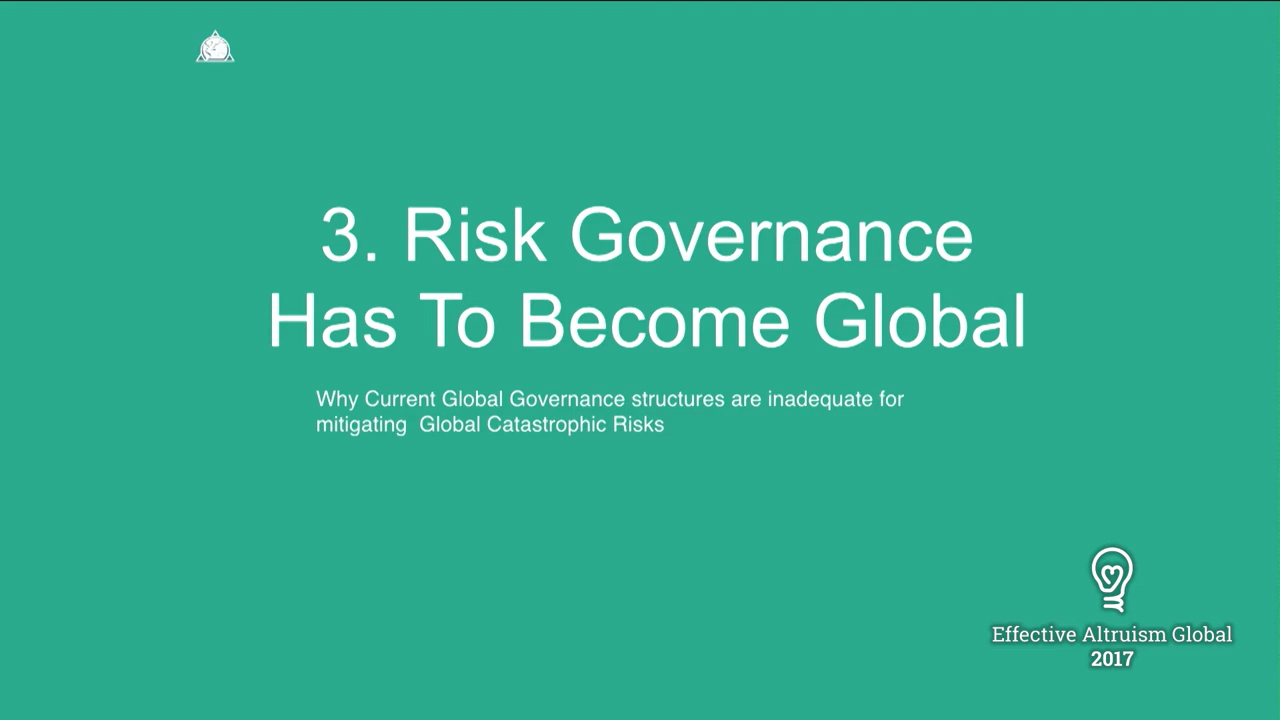 3. Risk Governance
Has To Become Global
Why Current Global Governance structures are inadequate for
mitigating  Global Catastrophic Risks
Effective Altruism Global
2017